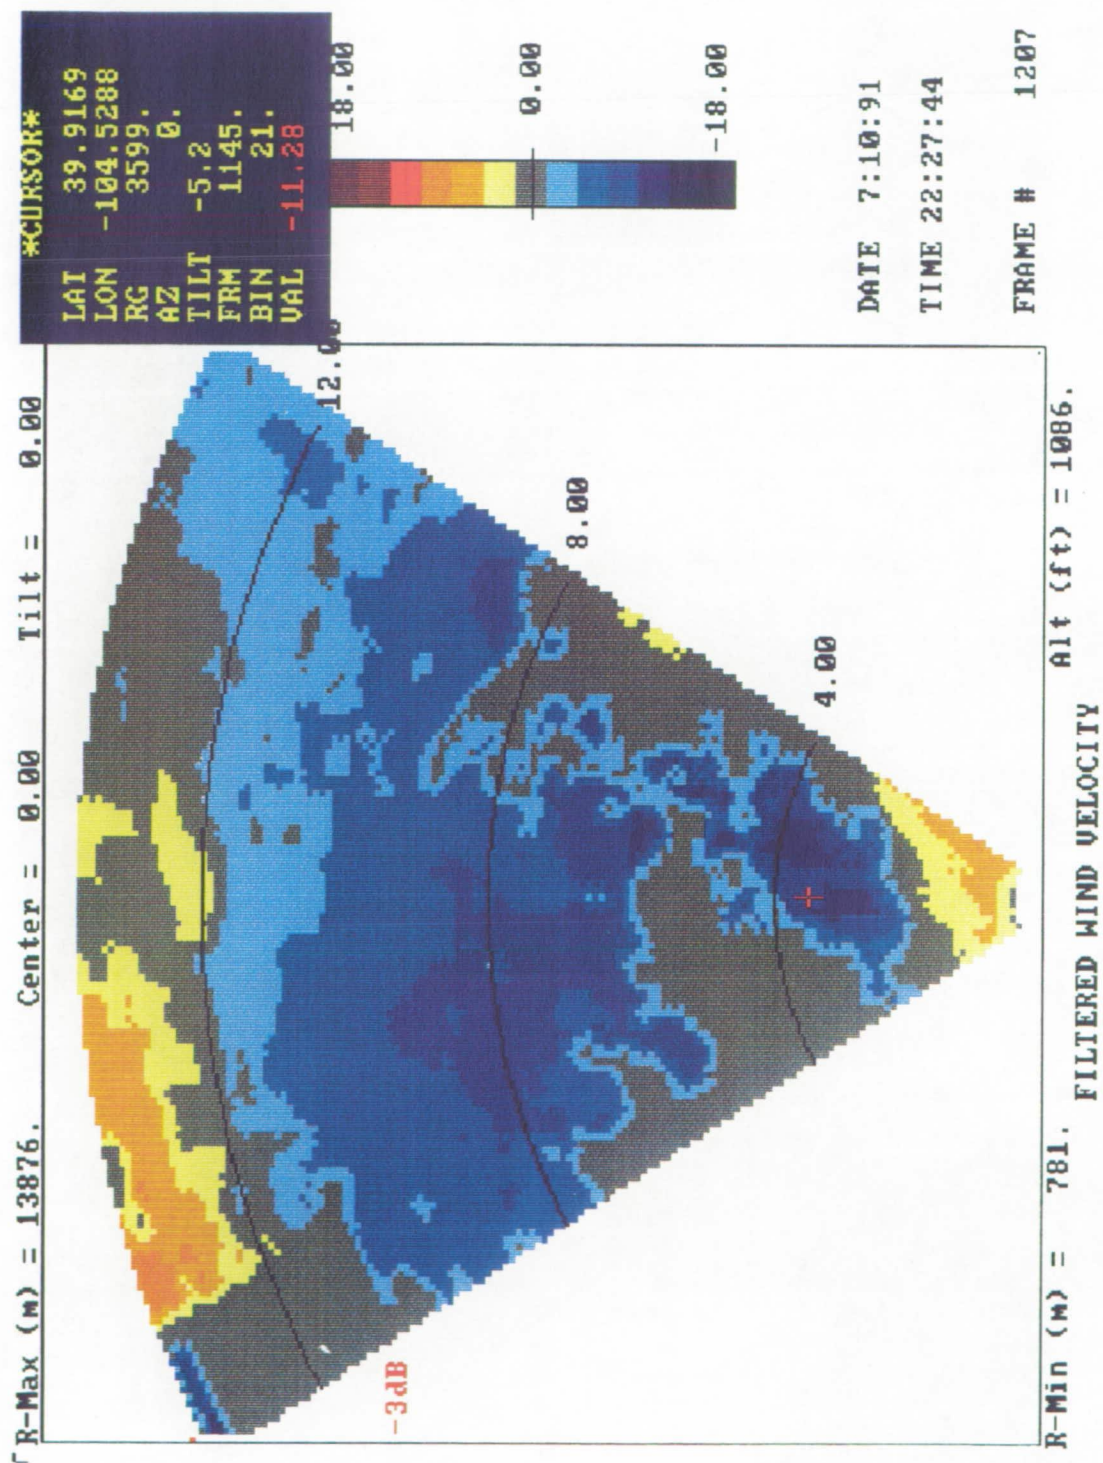 R-Max (m) = 13876. Center = 0.00 Tilt = 0.00
*CURSOR*
LAT 39.9169
LON -104.5288
RG 3599.
AZ 0.
TILT -5.2
FRM 1145.
BIN 21.
VAL -11.28
18.00
0.00
-18.00
12.00
8.00
4.00
-3dB
DATE 7:10:91
TIME 22:27:44
FRAME # 1207
R-Min (m) = 781. Alt (ft) = 1086.
FILTERED WIND VELOCITY